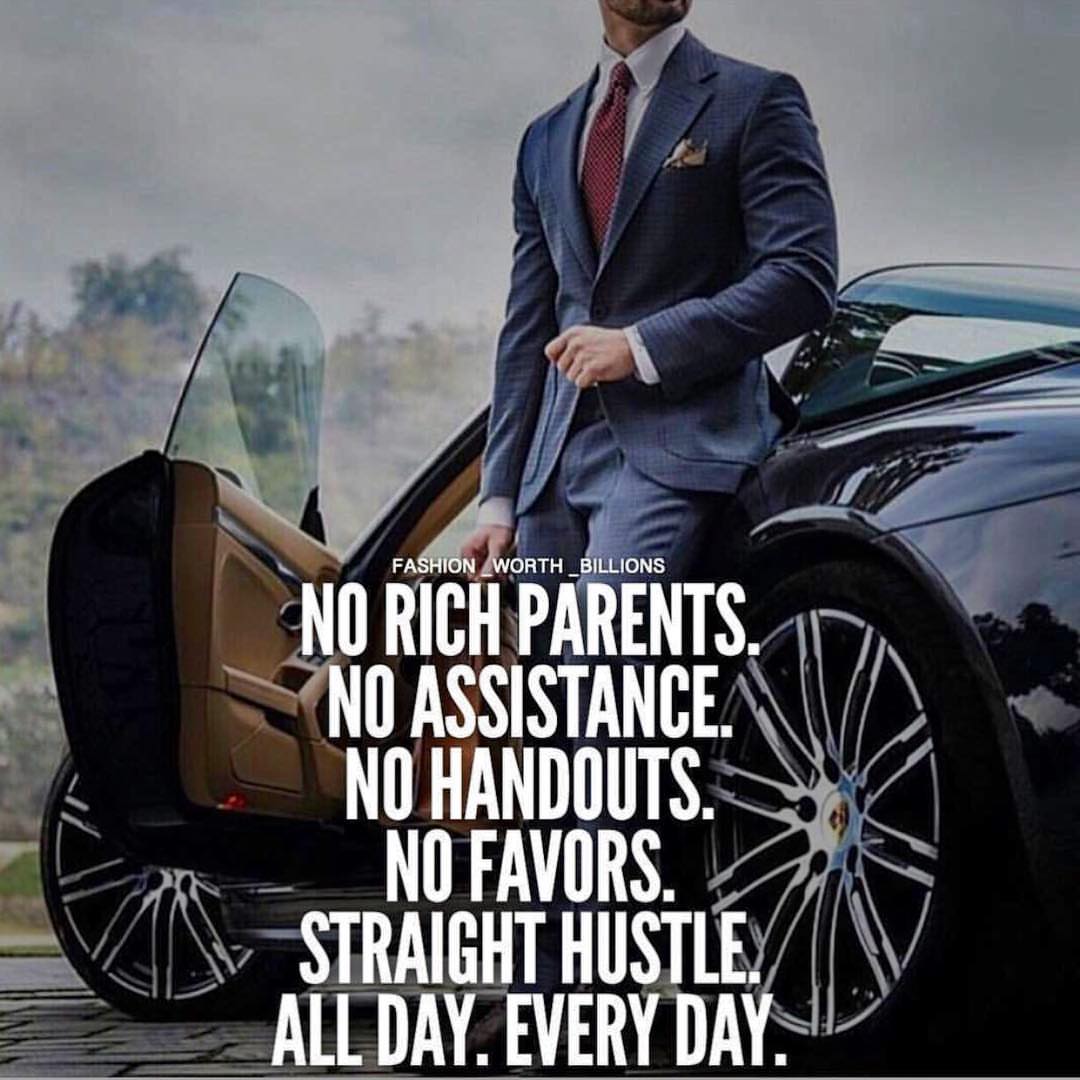 FASHION_WORTH_BILLIONS
NO RICH PARENTS.
NO ASSISTANCE.
NO HANDOUTS.
NO FAVORS.
STRAIGHT HUSTLE.
ALL DAY. EVERY DAY.